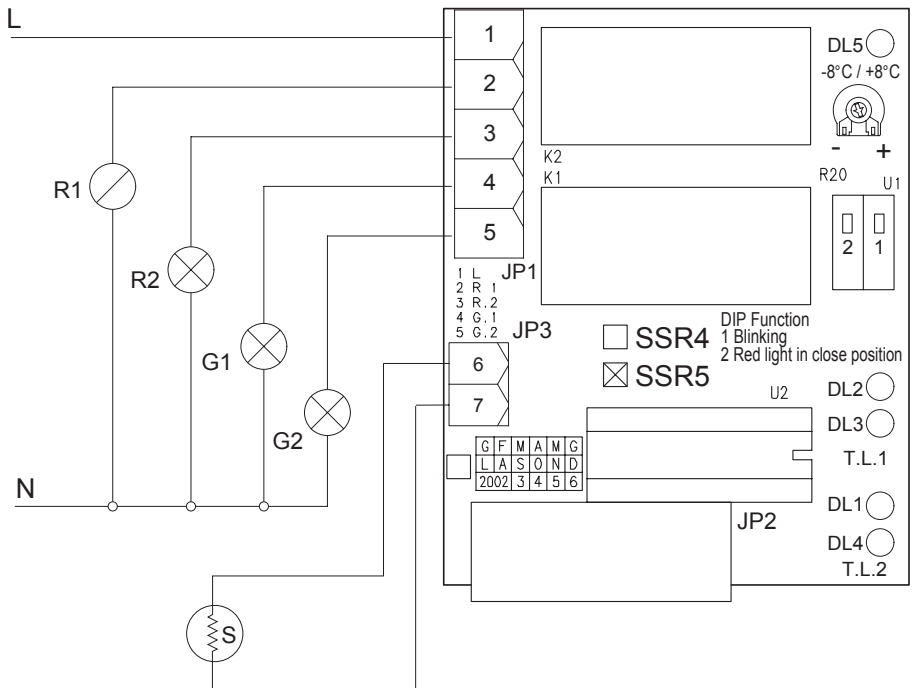 L
N
R1
R2
G1
G2
S
1
2
3
4
5
JP1
1 L
2 R 1
3 R.2
4 G.1
5 G.2
JP3
6
7
K2
K1
DL5
-8°C / +8°C
- +
R20
U1
2 1
SSR4
SSR5
DIP Function
1 Blinking
2 Red light in close position
U2
DL2
DL3
T.L.1
DL1
DL4
T.L.2
JP2
G F M A M G
L A S O N D
2002 3 4 5 6